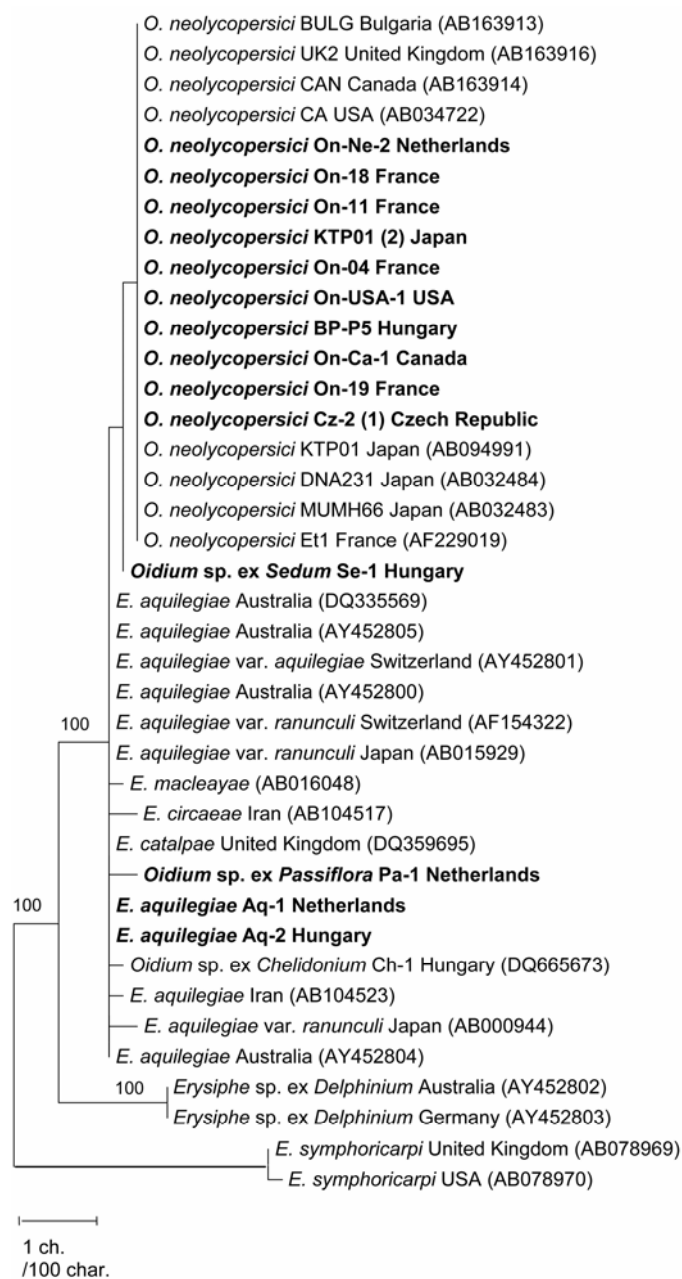 O. neolycopersici BULG Bulgaria (AB163913)
O. neolycopersici UK2 United Kingdom (AB163916)
O. neolycopersici CAN Canada (AB163914)
O. neolycopersici CA USA (AB034722)
O. neolycopersici On-Ne-2 Netherlands
O. neolycopersici On-18 France
O. neolycopersici On-11 France
O. neolycopersici KTP01 (2) Japan
O. neolycopersici On-04 France
O. neolycopersici On-USA-1 USA
O. neolycopersici BP-P5 Hungary
O. neolycopersici On-Ca-1 Canada
O. neolycopersici On-19 France
O. neolycopersici Cz-2 (1) Czech Republic
O. neolycopersici KTP01 Japan (AB094991)
O. neolycopersici DNA231 Japan (AB032484)
O. neolycopersici MUMH66 Japan (AB032483)
O. neolycopersici Et1 France (AF229019)
Oidium sp. ex Sedum Se-1 Hungary
E. aquilegiae Australia (DQ335569)
E. aquilegiae Australia (AY452805)
E. aquilegiae var. aquilegiae Switzerland (AY452801)
E. aquilegiae Australia (AY452800)
100 E. aquilegiae var. ranunculi Switzerland (AF154322)
E. aquilegiae var. ranunculi Japan (AB015929)
E. macleayae (AB016048)
E. circaeae Iran (AB104517)
E. catalpae United Kingdom (DQ359695)
Oidium sp. ex Passiflora Pa-1 Netherlands
100 E. aquilegiae Aq-1 Netherlands
E. aquilegiae Aq-2 Hungary
Oidium sp. ex Chelidonium Ch-1 Hungary (DQ665673)
E. aquilegiae Iran (AB104523)
E. aquilegiae var. ranunculi Japan (AB000944)
E. aquilegiae Australia (AY452804)
100 Erysiphe sp. ex Delphinium Australia (AY452802)
Erysiphe sp. ex Delphinium Germany (AY452803)
E. symphoricarpi United Kingdom (AB078969)
E. symphoricarpi USA (AB078970)
1 ch.
/100 char.